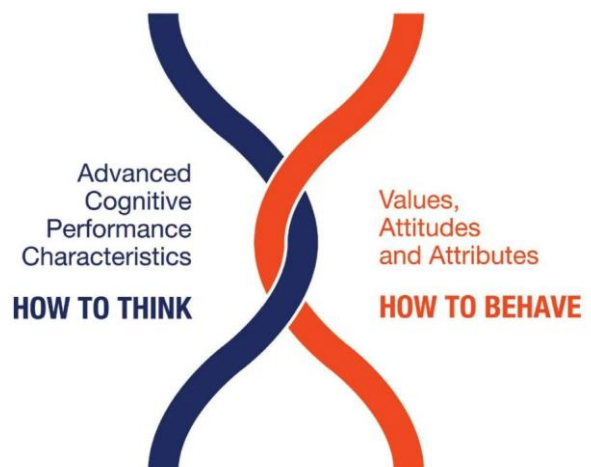 Advanced
Cognitive
Performance
Characteristics
HOW TO THINK
Values,
Attitudes
and Attributes
HOW TO BEHAVE